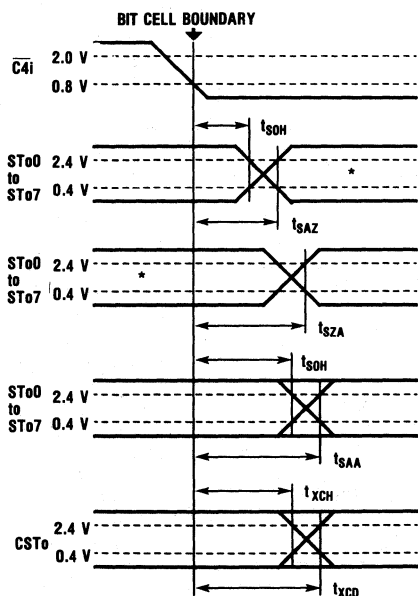 BIT CELL BOUNDARY
C4i
2.0 V
0.8 V
tSOH
STo0
to
STo7
2.4 V
0.4 V
*
tSAZ
STo0
to
STo7
2.4 V
0.4 V
*
tSZA
tSOH
STo0
to
STo7
2.4 V
0.4 V
tSAA
tXCH
CSTo
2.4 V
0.4 V
tXCD